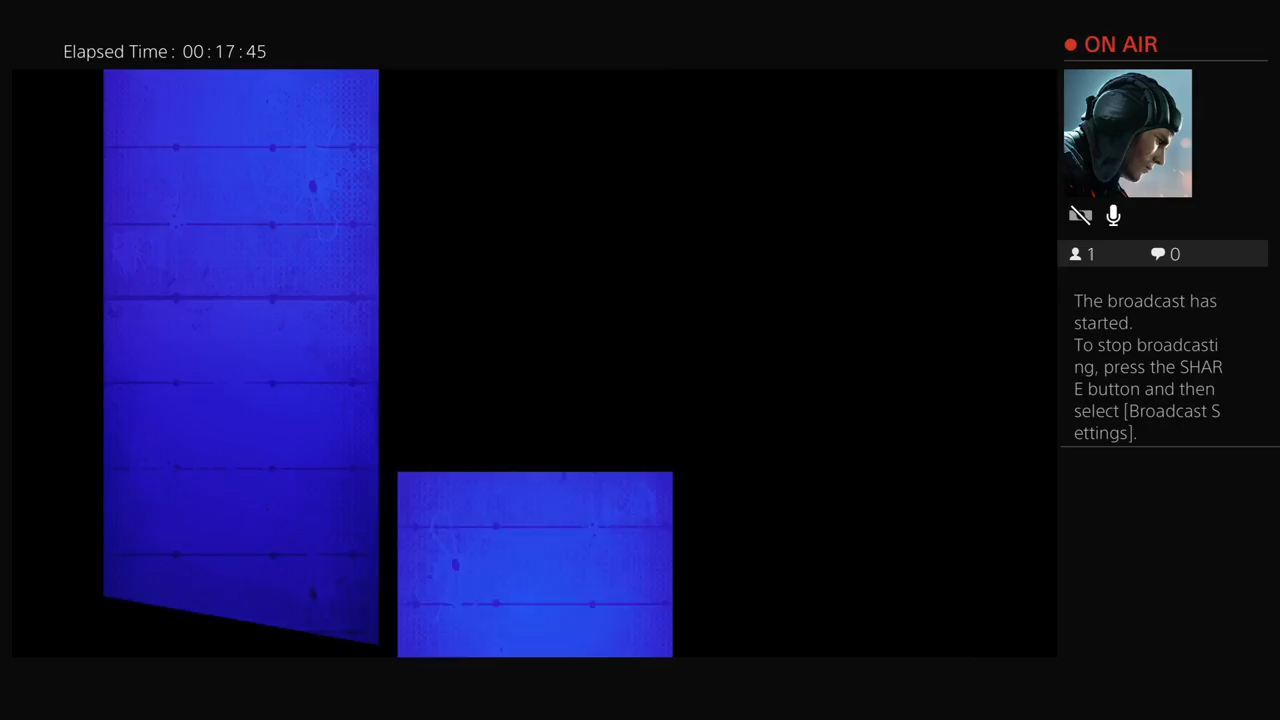 Elapsed Time: 00:17:45
ON AIR
1
0
The broadcast has
started.
To stop broadcasti
ng, press the SHAR
E button and then
select [Broadcast S
ettings].